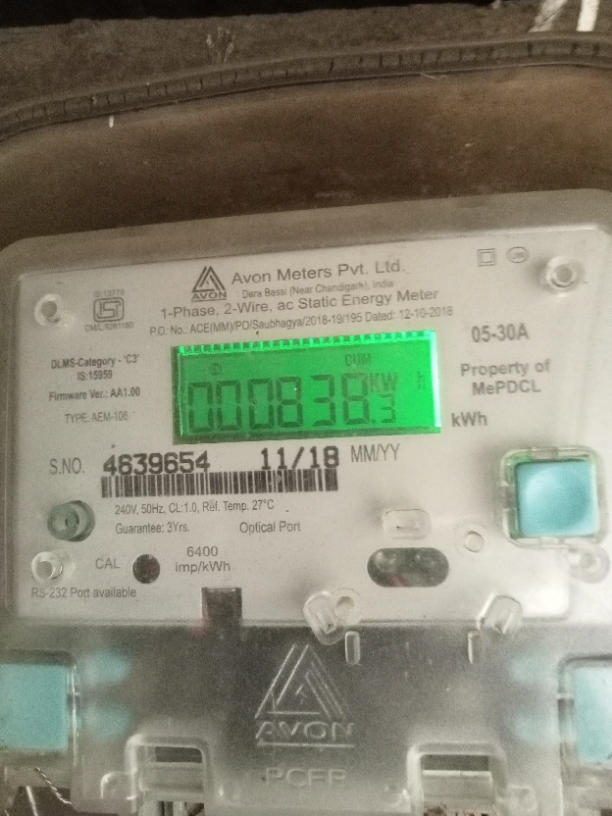 AVON
Avon Meters Pvt. Ltd.
Dera Bassi (Near Chandigarh), India
IS:13779
CM/L
1-Phase, 2-Wire, ac Static Energy Meter
P.O. No.: ACE(MM)/PO/Saubhagya/2018-19/195 Dated: 12-10-2018
05-30A
DLMS-Category - 'C3'
IS:15959
Firmware Ver.: AA1.00
TYPE: AEM-106
CUM
000838.3 KW h
Property of
MePDCL
kWh
S.NO. 4639654 11/18 MM/YY
240V, 50Hz, CL:1.0, Ref. Temp. 27°C
Guarantee: 3Yrs. Optical Port
CAL
6400
imp/kWh
RS-232 Port available
AVON